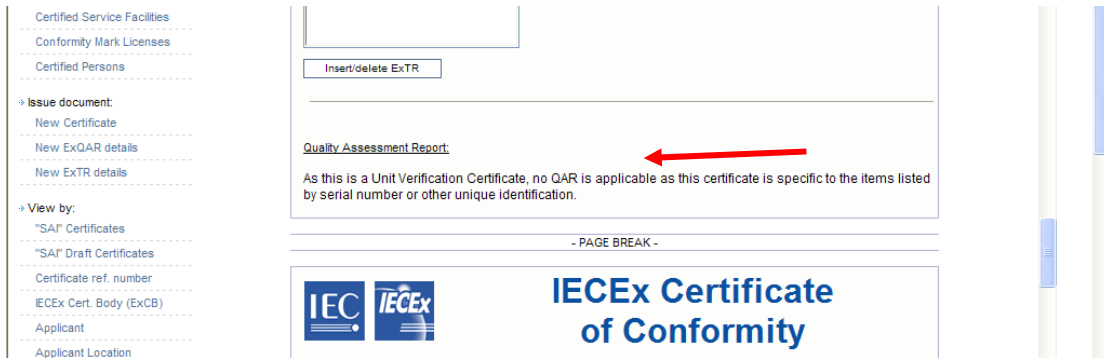 Certified Service Facilities
Conformity Mark Licenses
Certified Persons
Issue document:
New Certificate
New ExQAR details
New ExTR details
View by:
"SAI" Certificates
"SAI" Draft Certificates
Certificate ref. number
IECEx Cert. Body (ExCB)
Applicant
Applicant Location
Insert/delete ExTR
Quality Assessment Report:
As this is a Unit Verification Certificate, no QAR is applicable as this certificate is specific to the items listed
by serial number or other unique identification.
- PAGE BREAK -
IEC
IECEx
IECEx Certificate
of Conformity